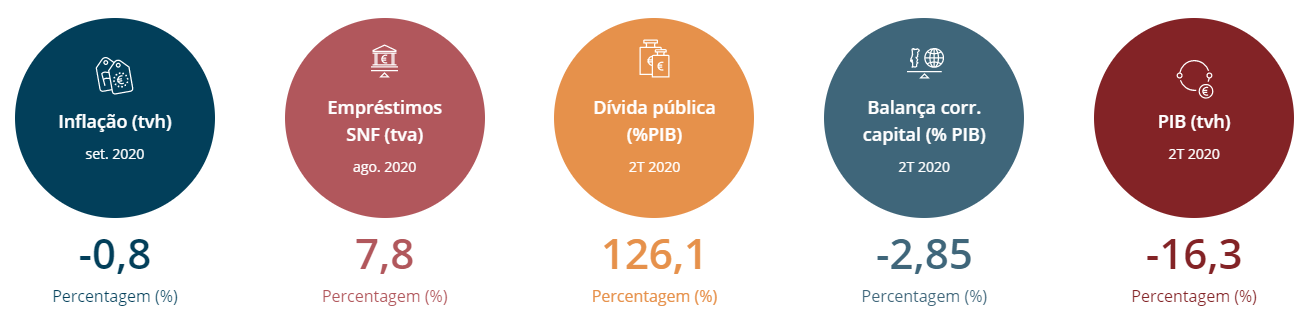 Inflação (tvh)
set. 2020
-0,8
Percentagem (%)
Empréstimos
SNF (tva)
ago. 2020
7,8
Percentagem (%)
Dívida pública
(%PIB)
2T 2020
126,1
Percentagem (%)
Balança corr.
capital (% PIB)
2T 2020
-2,85
Percentagem (%)
PIB (tvh)
2T 2020
-16,3
Percentagem (%)